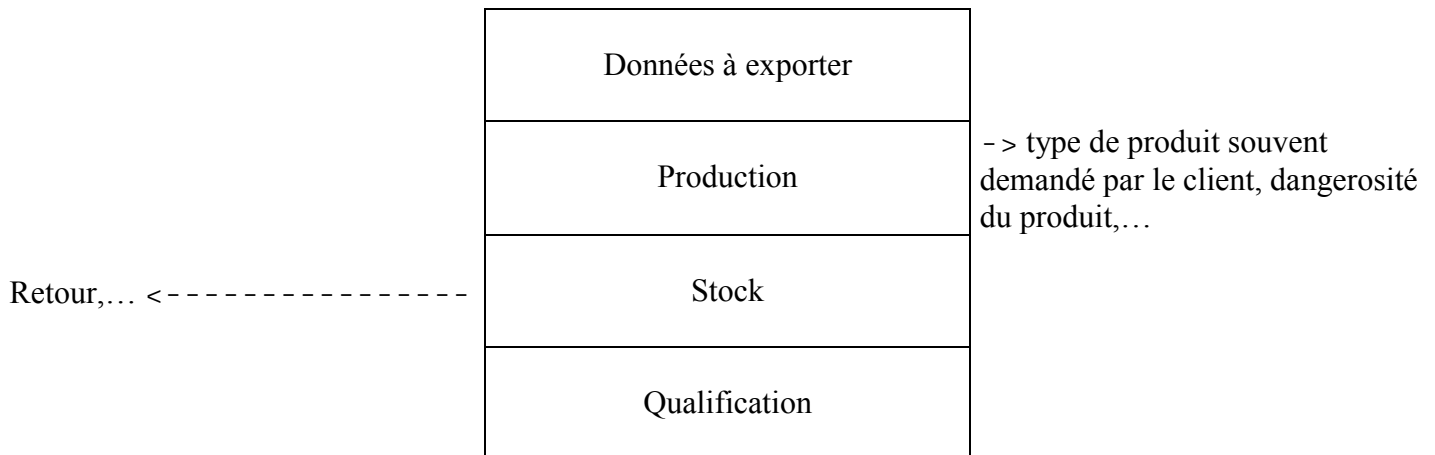 Données à exporter
Production
-> type de produit souvent
demandé par le client, dangerosité
du produit,…
Retour,… <-----------------
Stock
Qualification